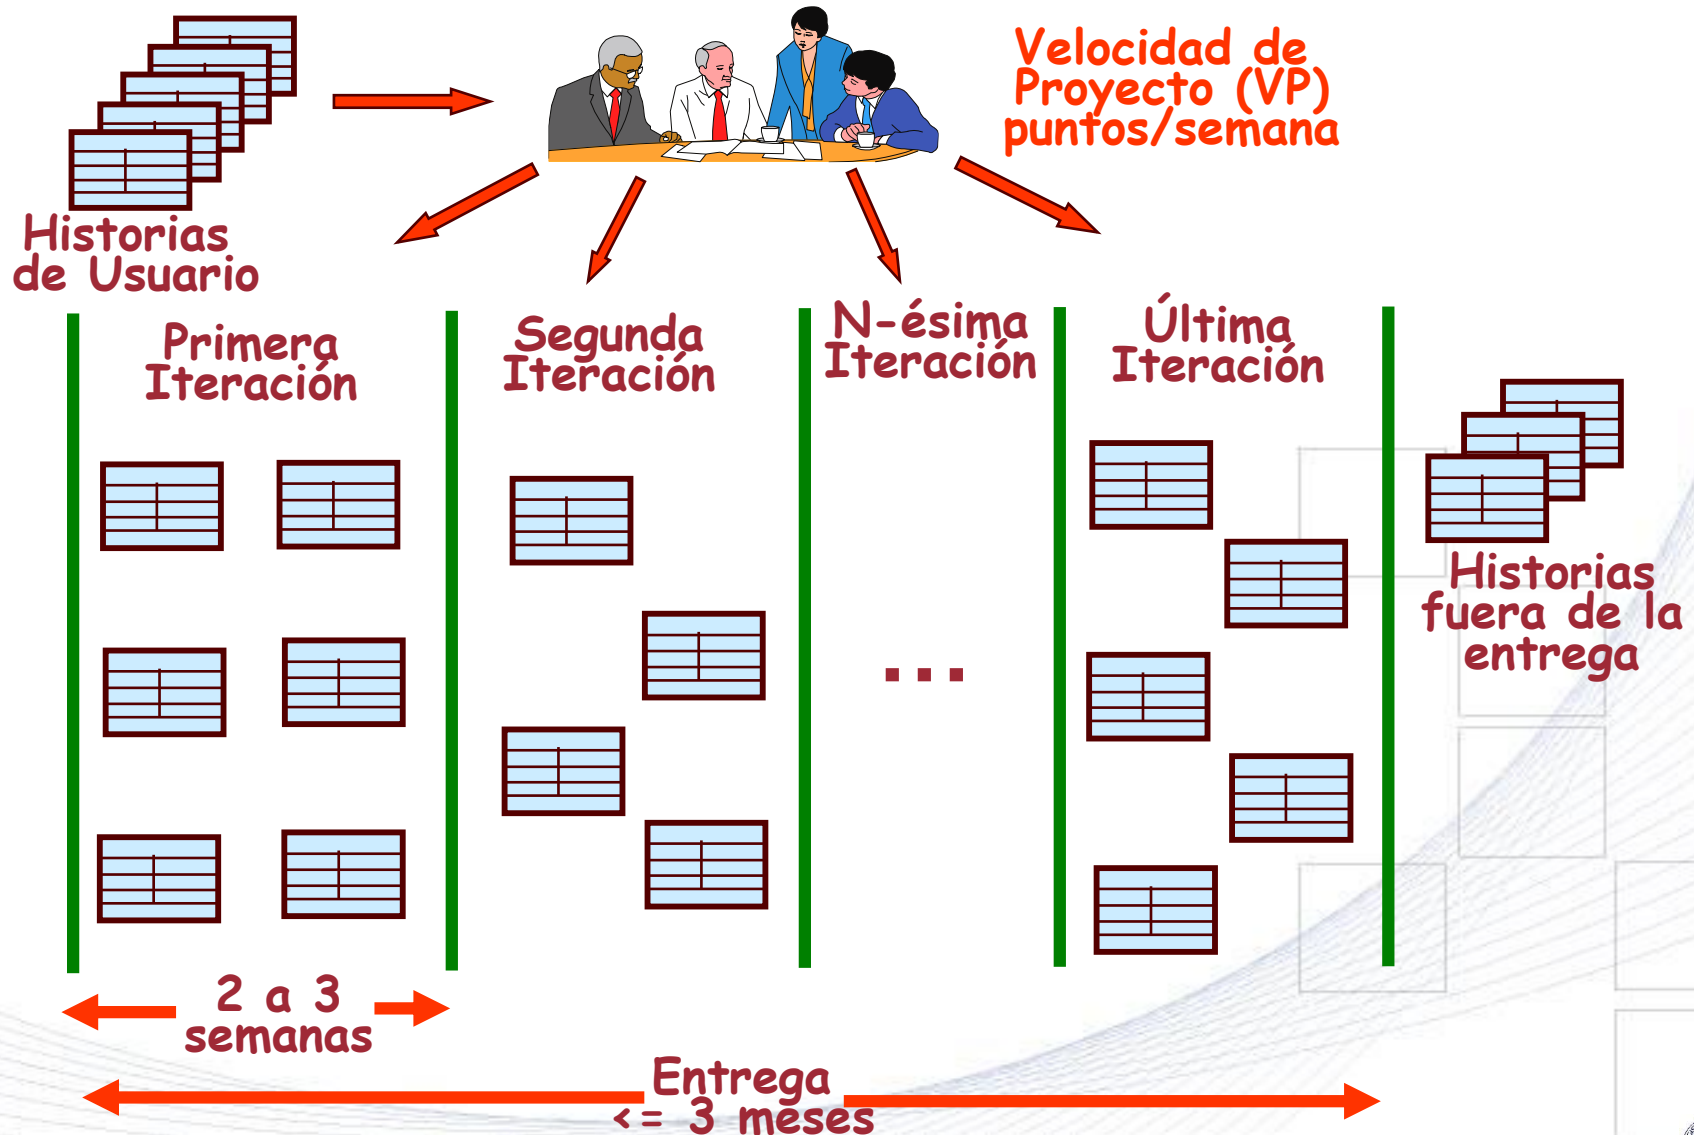 Velocidad de
Proyecto (VP)
puntos/semana
Historias
de Usuario
Primera
Iteración
Segunda
Iteración
N-ésima
Iteración
Última
Iteración
...
Historias
fuera de la
entrega
2 a 3
semanas
Entrega
<= 3 meses